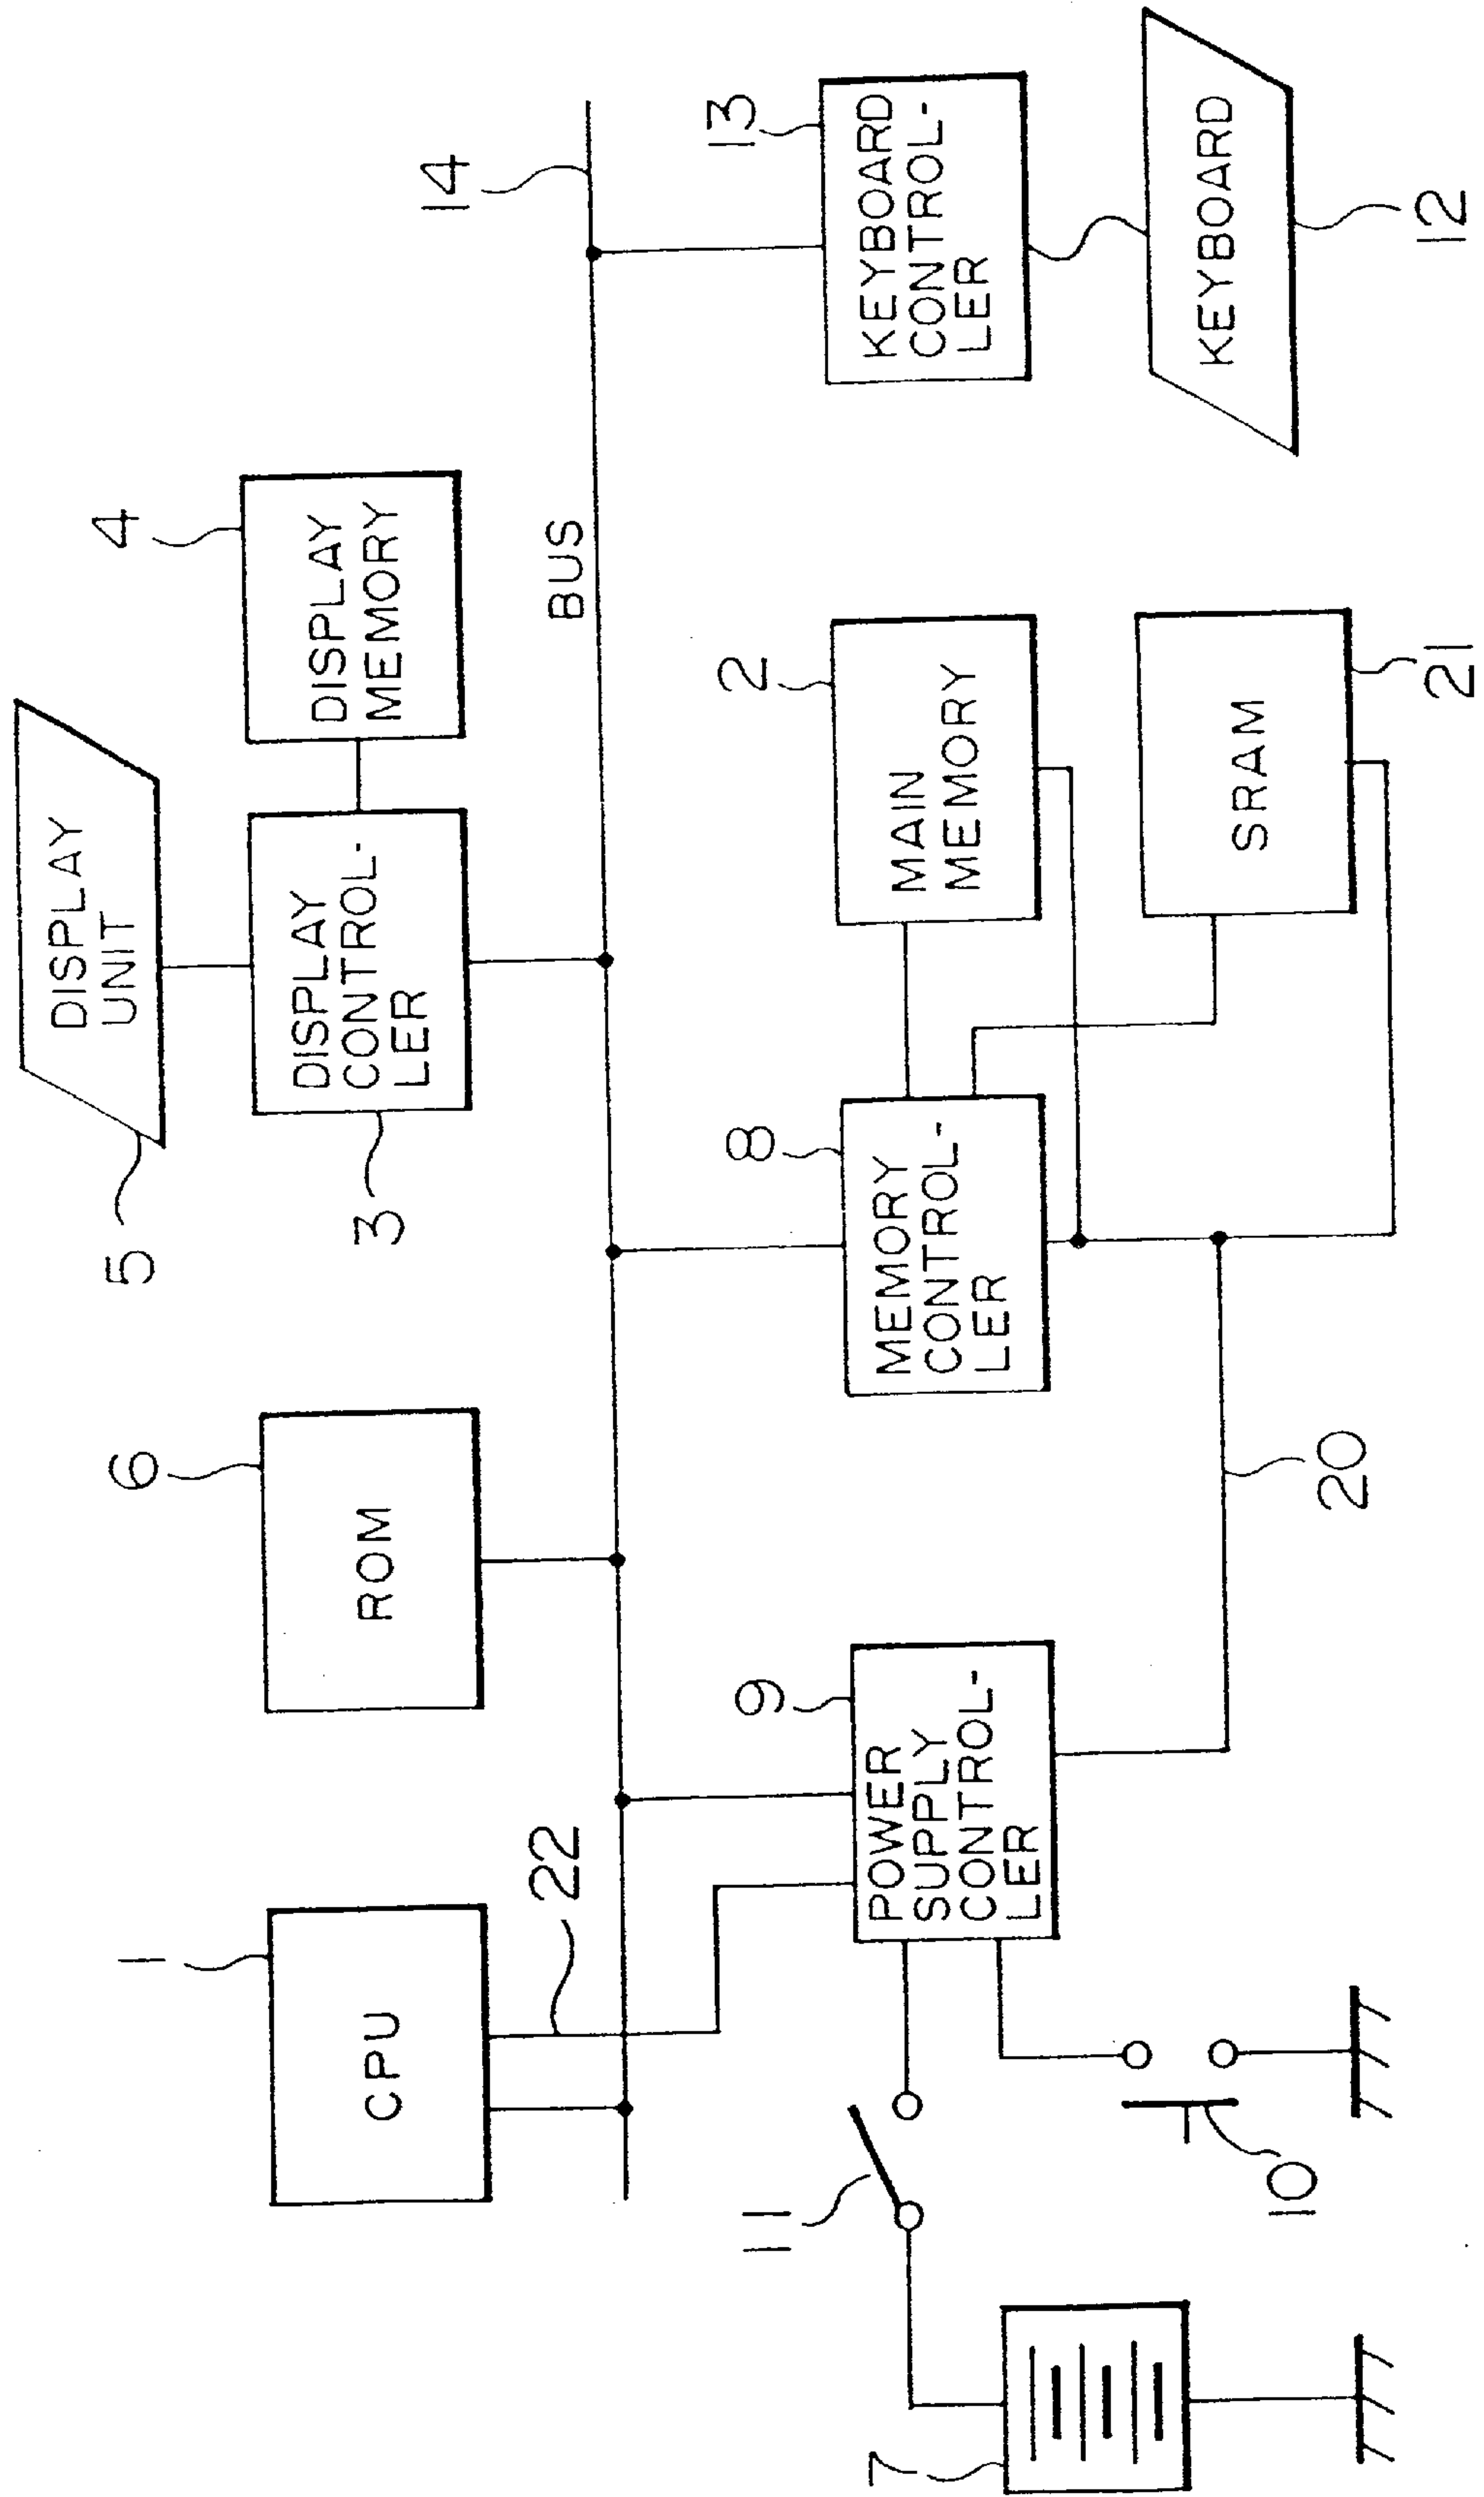 5
DISPLAY
UNIT
4
DISPLAY
MEMORY
3
DISPLAY
CONTROL-
LER
6
ROM
1
CPU
22
BUS
14
13
KEYBOARD
CONTROL-
LER
KEYBOARD
12
2
MAIN
MEMORY
SRAM
21
8
MEMORY
CONTROL-
LER
20
9
POWER
SUPPLY
CONTROL-
LER
11
10
7